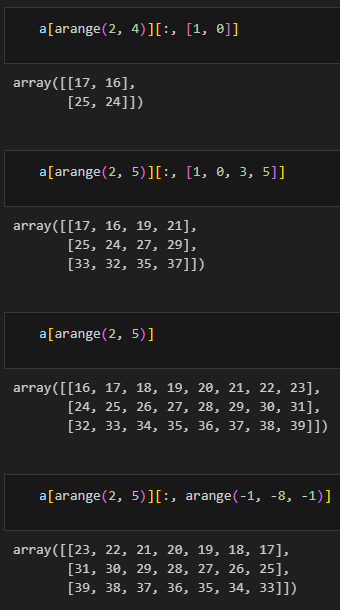 a[arange(2, 4)][:, [1, 0]]
array([[17, 16],
       [25, 24]])
a[arange(2, 5)][:, [1, 0, 3, 5]]
array([[17, 16, 19, 21],
       [25, 24, 27, 29],
       [33, 32, 35, 37]])
a[arange(2, 5)]
array([[16, 17, 18, 19, 20, 21, 22, 23],
       [24, 25, 26, 27, 28, 29, 30, 31],
       [32, 33, 34, 35, 36, 37, 38, 39]])
a[arange(2, 5)][:, arange(-1, -8, -1)]
array([[23, 22, 21, 20, 19, 18, 17],
       [31, 30, 29, 28, 27, 26, 25],
       [39, 38, 37, 36, 35, 34, 33]])